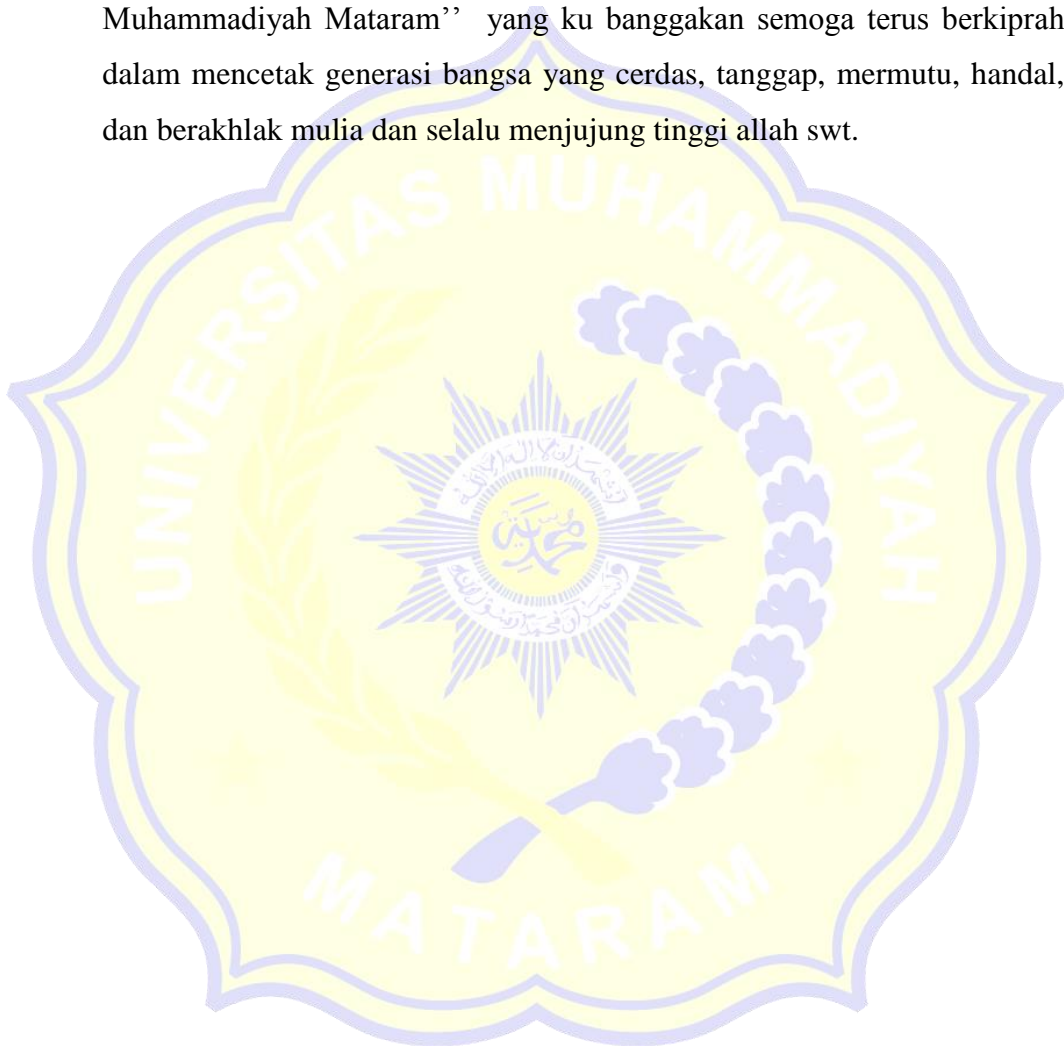 Muhammadiyah Mataram’’ yang ku banggakan semoga terus berkiprah
dalam mencetak generasi bangsa yang cerdas, tanggap, mermutu, handal,
dan berakhlak mulia dan selalu menjujung tinggi allah swt.
UNIVERSITAS MUHAMMADIYAH
MATARAM